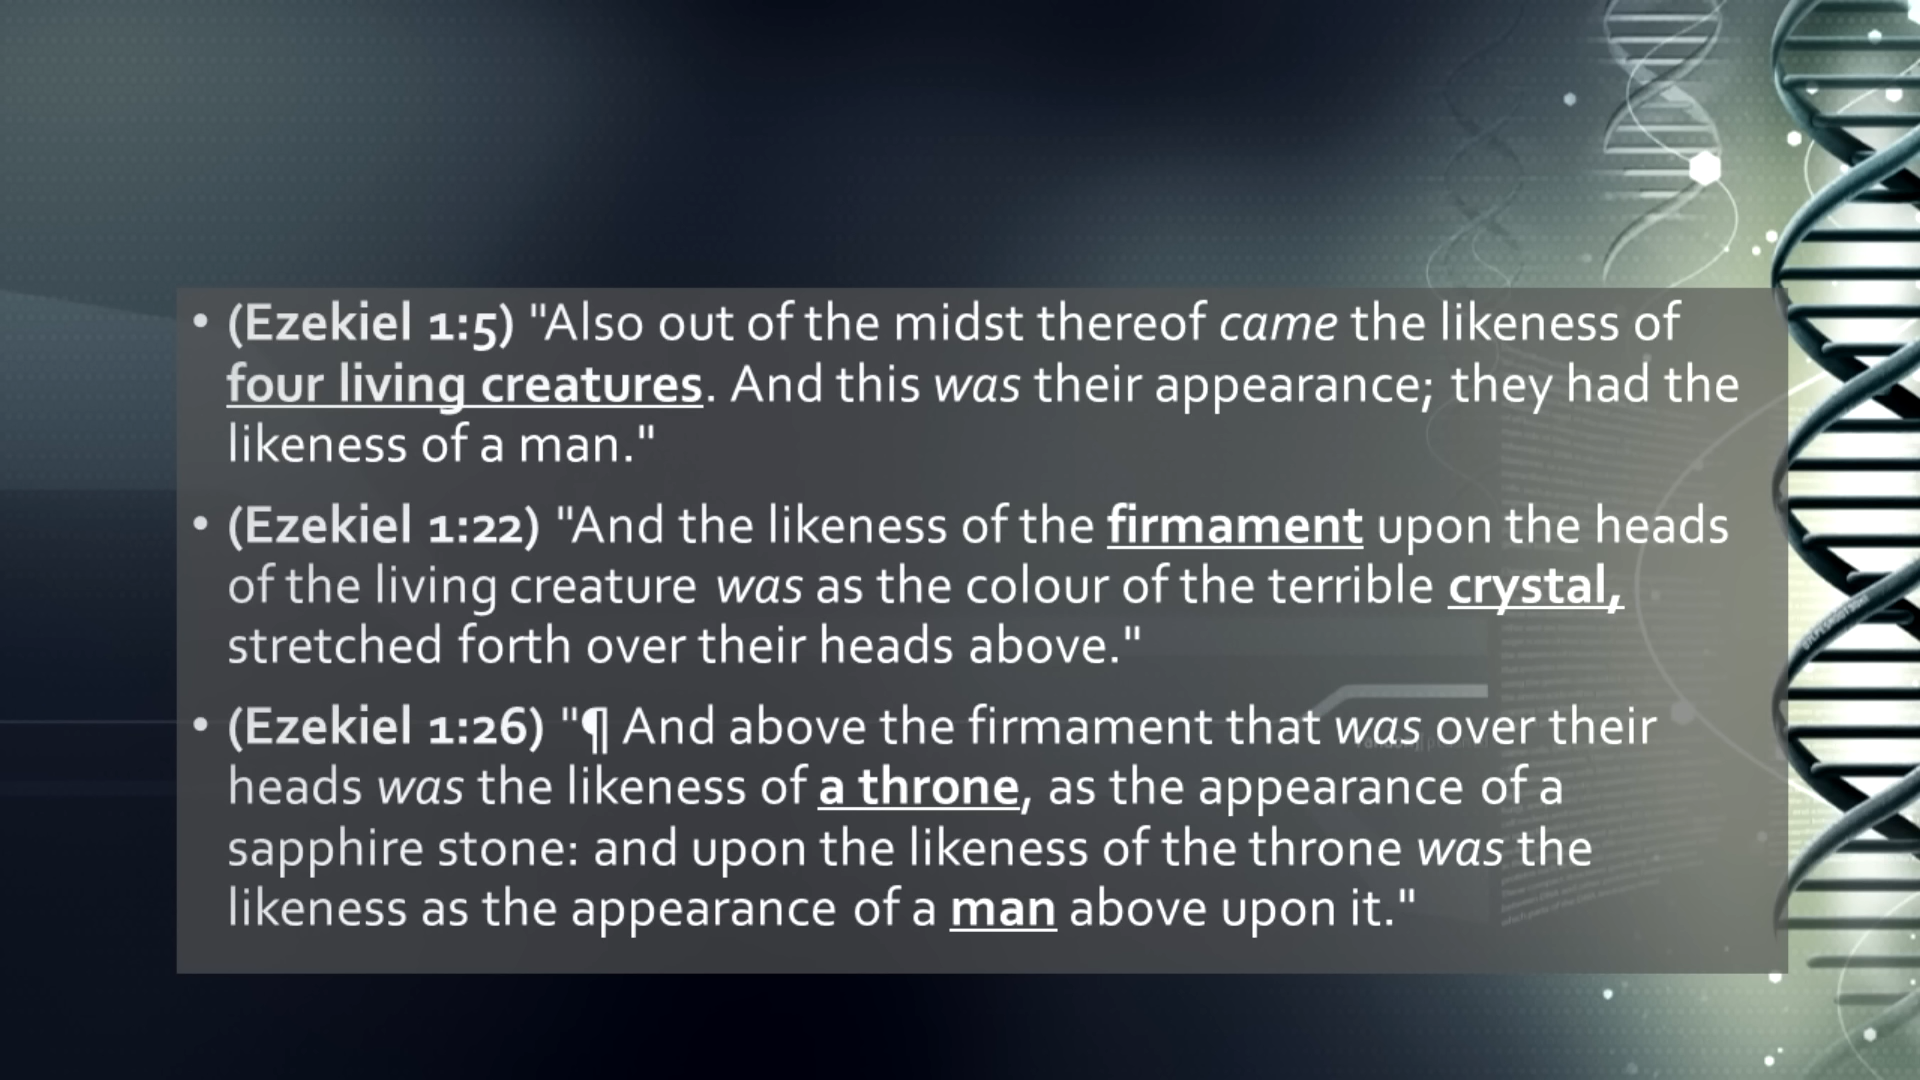 • (Ezekiel 1:5) "Also out of the midst thereof came the likeness of
four living creatures. And this was their appearance; they had the
likeness of a man."
• (Ezekiel 1:22) "And the likeness of the firmament upon the heads
of the living creature was as the colour of the terrible crystal,
stretched forth over their heads above."
• (Ezekiel 1:26) "¶ And above the firmament that was over their
heads was the likeness of a throne, as the appearance of a
sapphire stone: and upon the likeness of the throne was the
likeness as the appearance of a man above upon it."